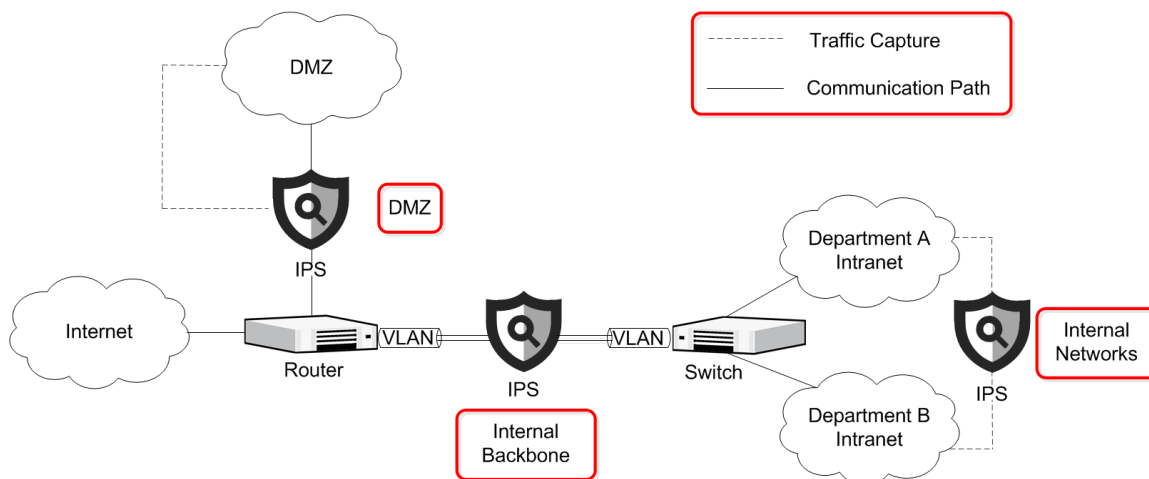 DMZ
Traffic Capture
Communication Path
DMZ
IPS
Department A
Intranet
Internet
VLAN
VLAN
Internal
Networks
Router
Switch
IPS
IPS
Internal
Backbone
Department B
Intranet